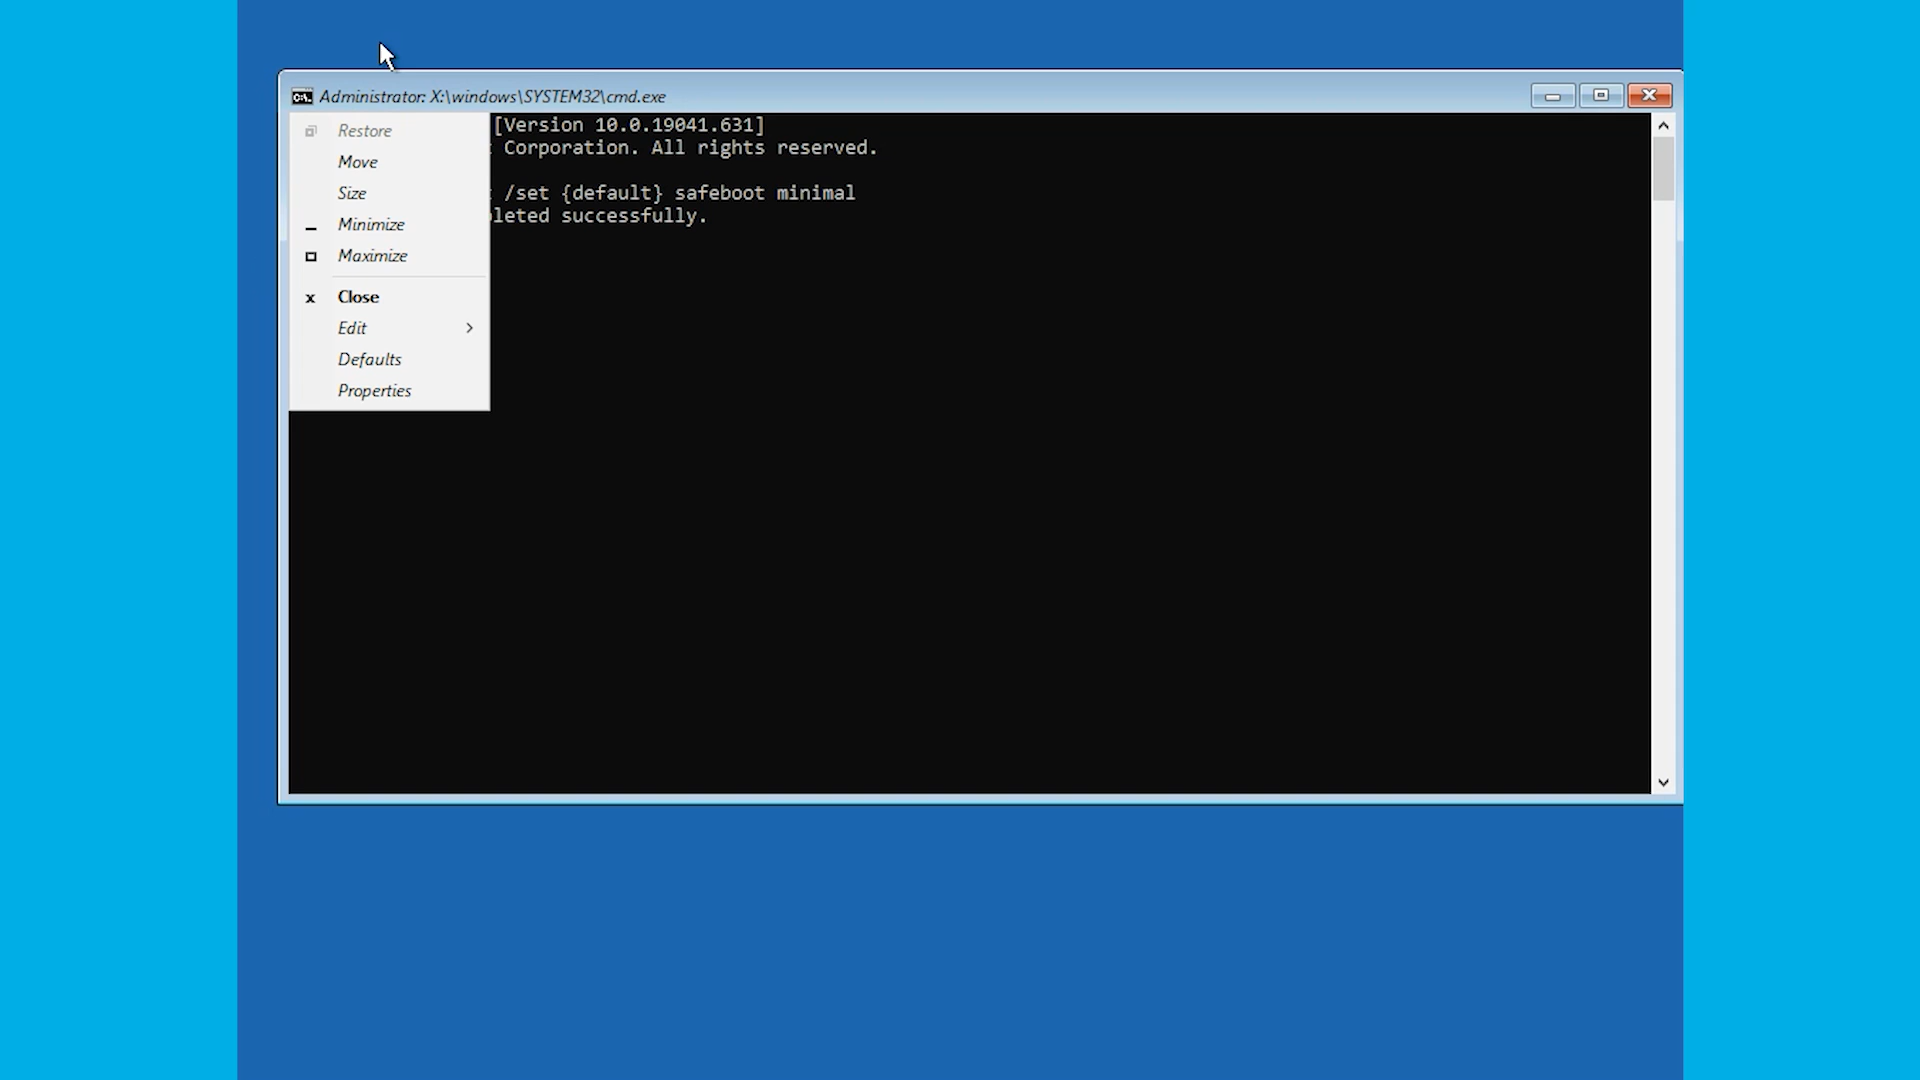 Administrator: X:\windows\SYSTEM32\cmd.exe
[Version 10.0.19041.631]
Corporation. All rights reserved.
/set {default} safeboot minimal
leted successfully.
Restore
Move
Size
Minimize
Maximize
Close
Edit
Defaults
Properties